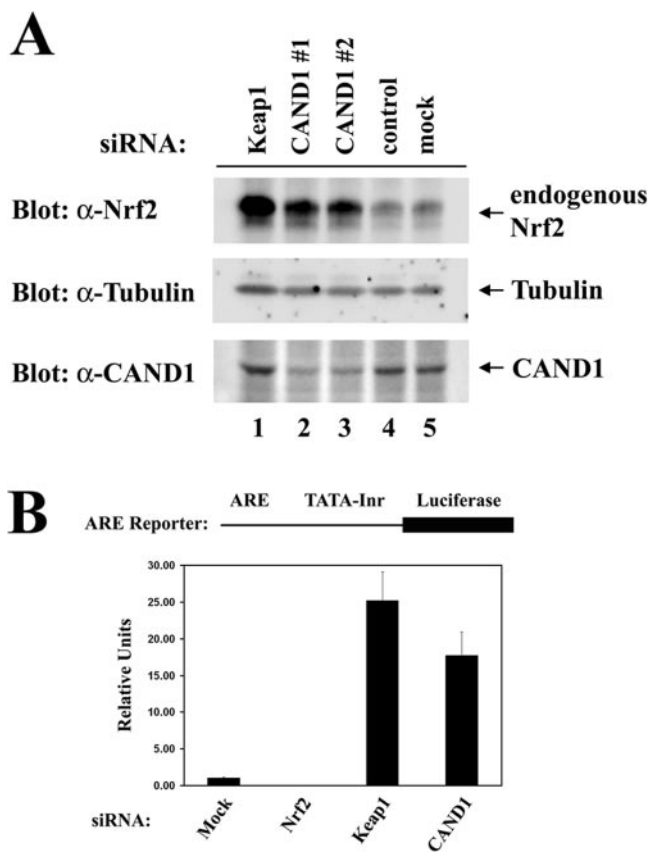 A
siRNA: Keap1 CAND1 #1 CAND1 #2 control mock
Blot: α-Nrf2
endogenous
Nrf2
Blot: α-Tubulin
Tubulin
Blot: α-CAND1
CAND1
1 2 3 4 5
B
ARE TATA-Inr Luciferase
ARE Reporter:
30.00
25.00
20.00
15.00
10.00
5.00
0.00
Relative Units
siRNA: Mock Nrf2 Keap1 CAND1